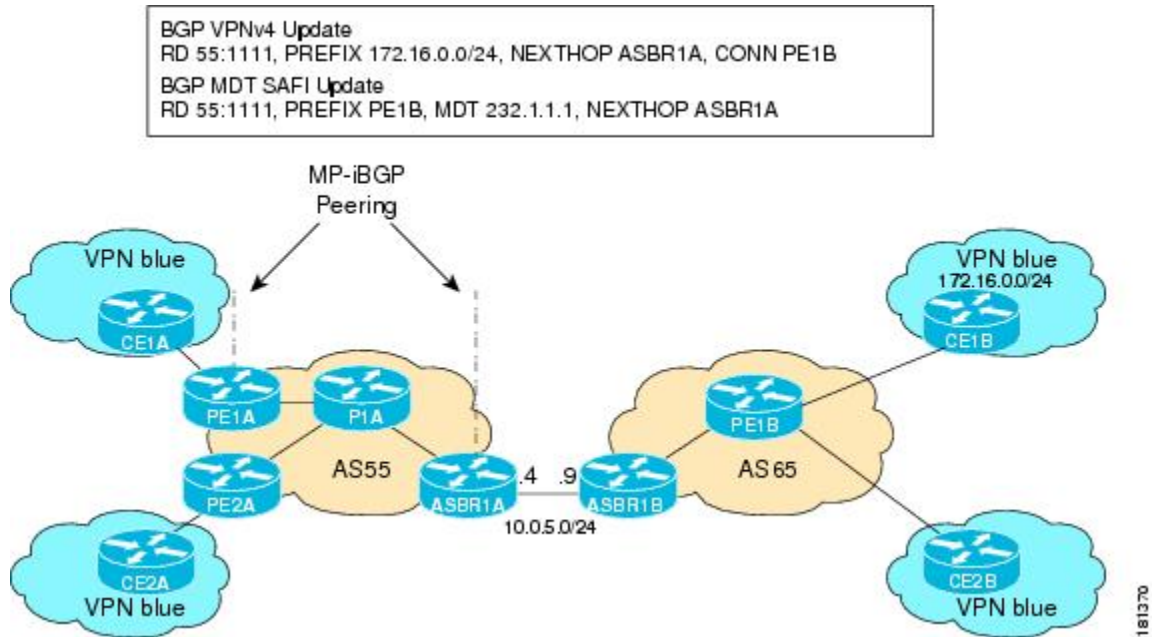 BGP VPNv4 Update
RD 55:1111, PREFIX 172.16.0.0/24, NEXTHOP ASBR1A, CONN PE1B
BGP MDT SAFI Update
RD 55:1111, PREFIX PE1B, MDT 232.1.1.1, NEXTHOP ASBR1A
MP-iBGP
Peering
VPN blue
CE1A
VPN blue
172.16.0.0/24
CE1B
PE1A
P1A
PE1B
AS55
AS65
PE2A
ASBR1A
.4
.9
ASBR1B
10.0.5.0/24
CE2A
VPN blue
CE2B
VPN blue
181370